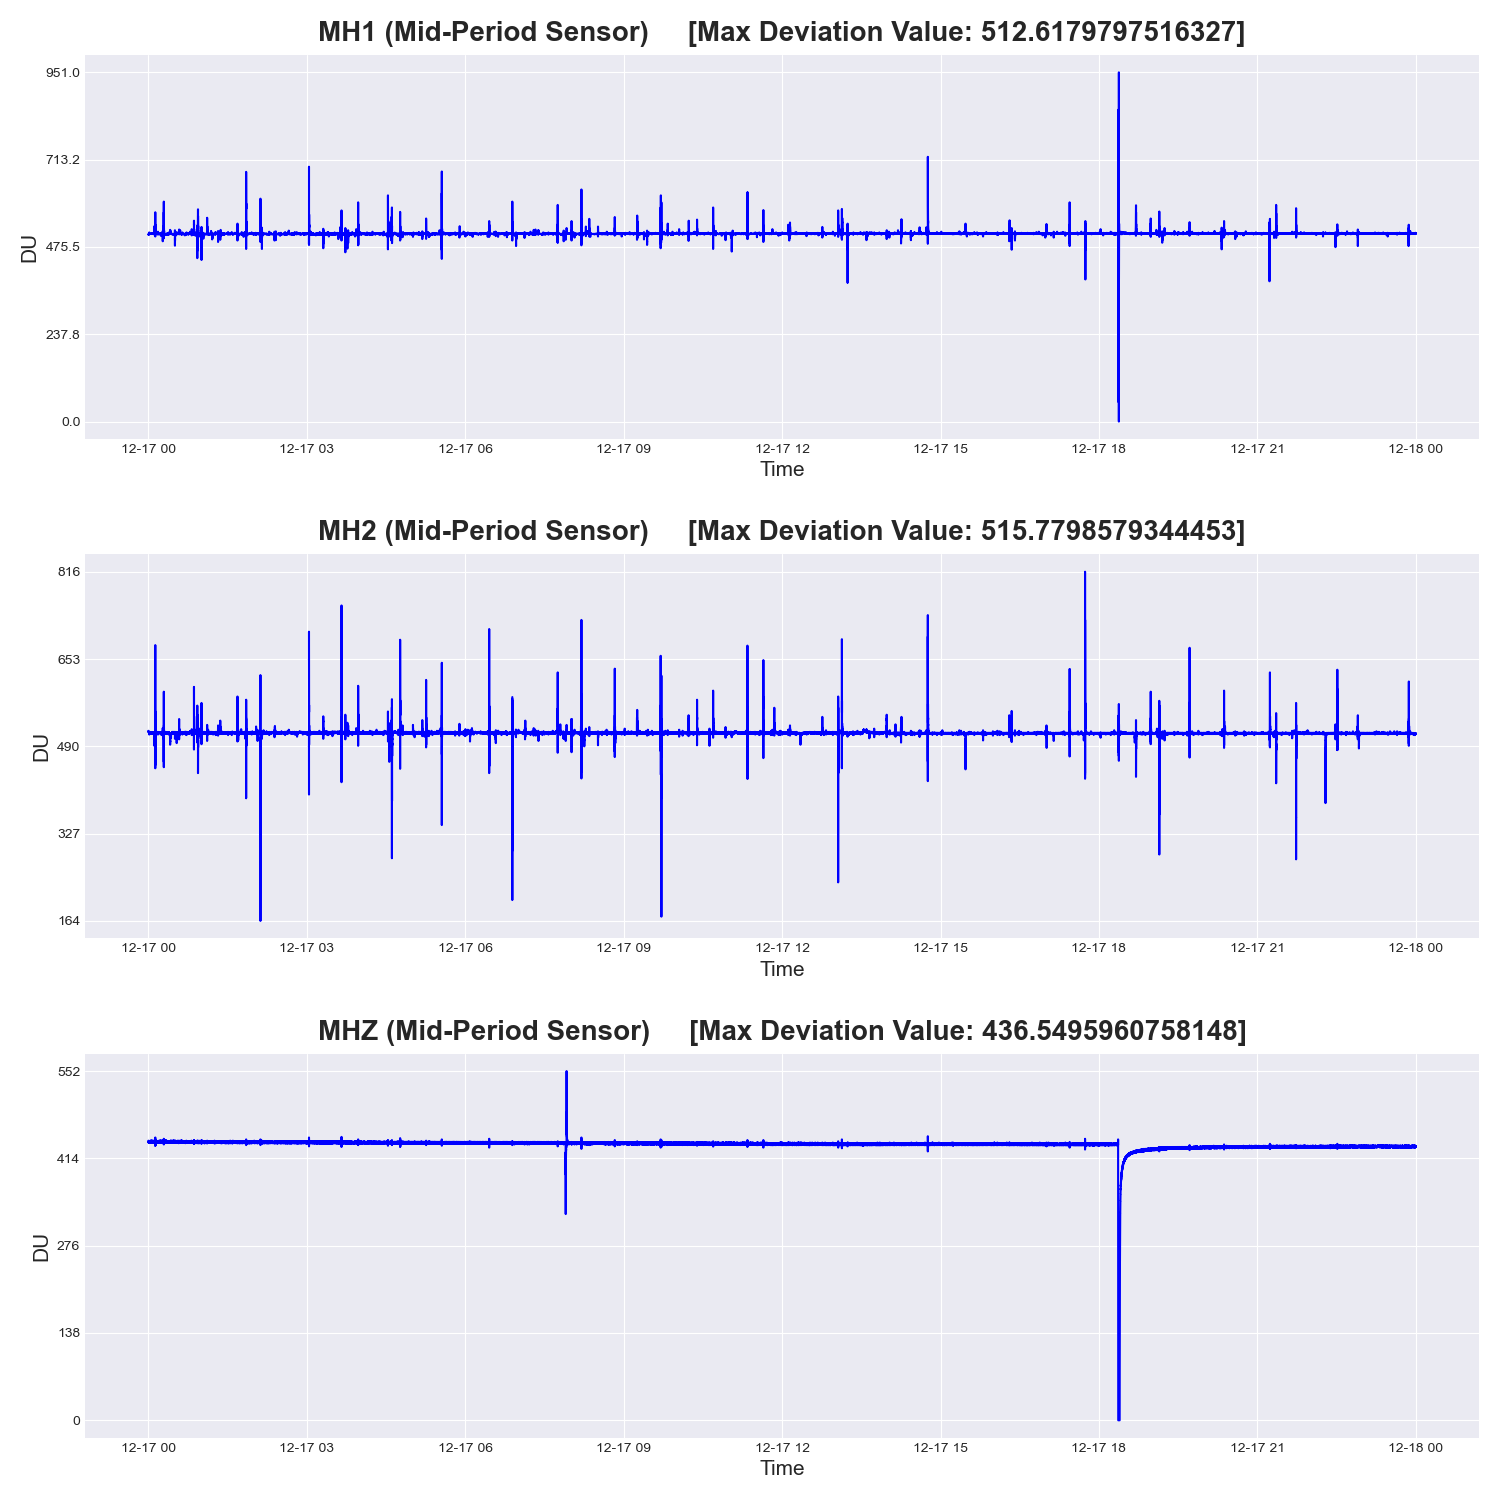 MH1 (Mid-Period Sensor) [Max Deviation Value: 512.6179797516327]
951.0
713.2
475.5
237.8
0.0
DU
12-17 00 12-17 03 12-17 06 12-17 09 12-17 12 12-17 15 12-17 18 12-17 21 12-18 00
Time
MH2 (Mid-Period Sensor) [Max Deviation Value: 515.7798579344453]
816
653
490
327
164
DU
12-17 00 12-17 03 12-17 06 12-17 09 12-17 12 12-17 15 12-17 18 12-17 21 12-18 00
Time
MHZ (Mid-Period Sensor) [Max Deviation Value: 436.5495960758148]
552
414
276
138
0
DU
12-17 00 12-17 03 12-17 06 12-17 09 12-17 12 12-17 15 12-17 18 12-17 21 12-18 00
Time